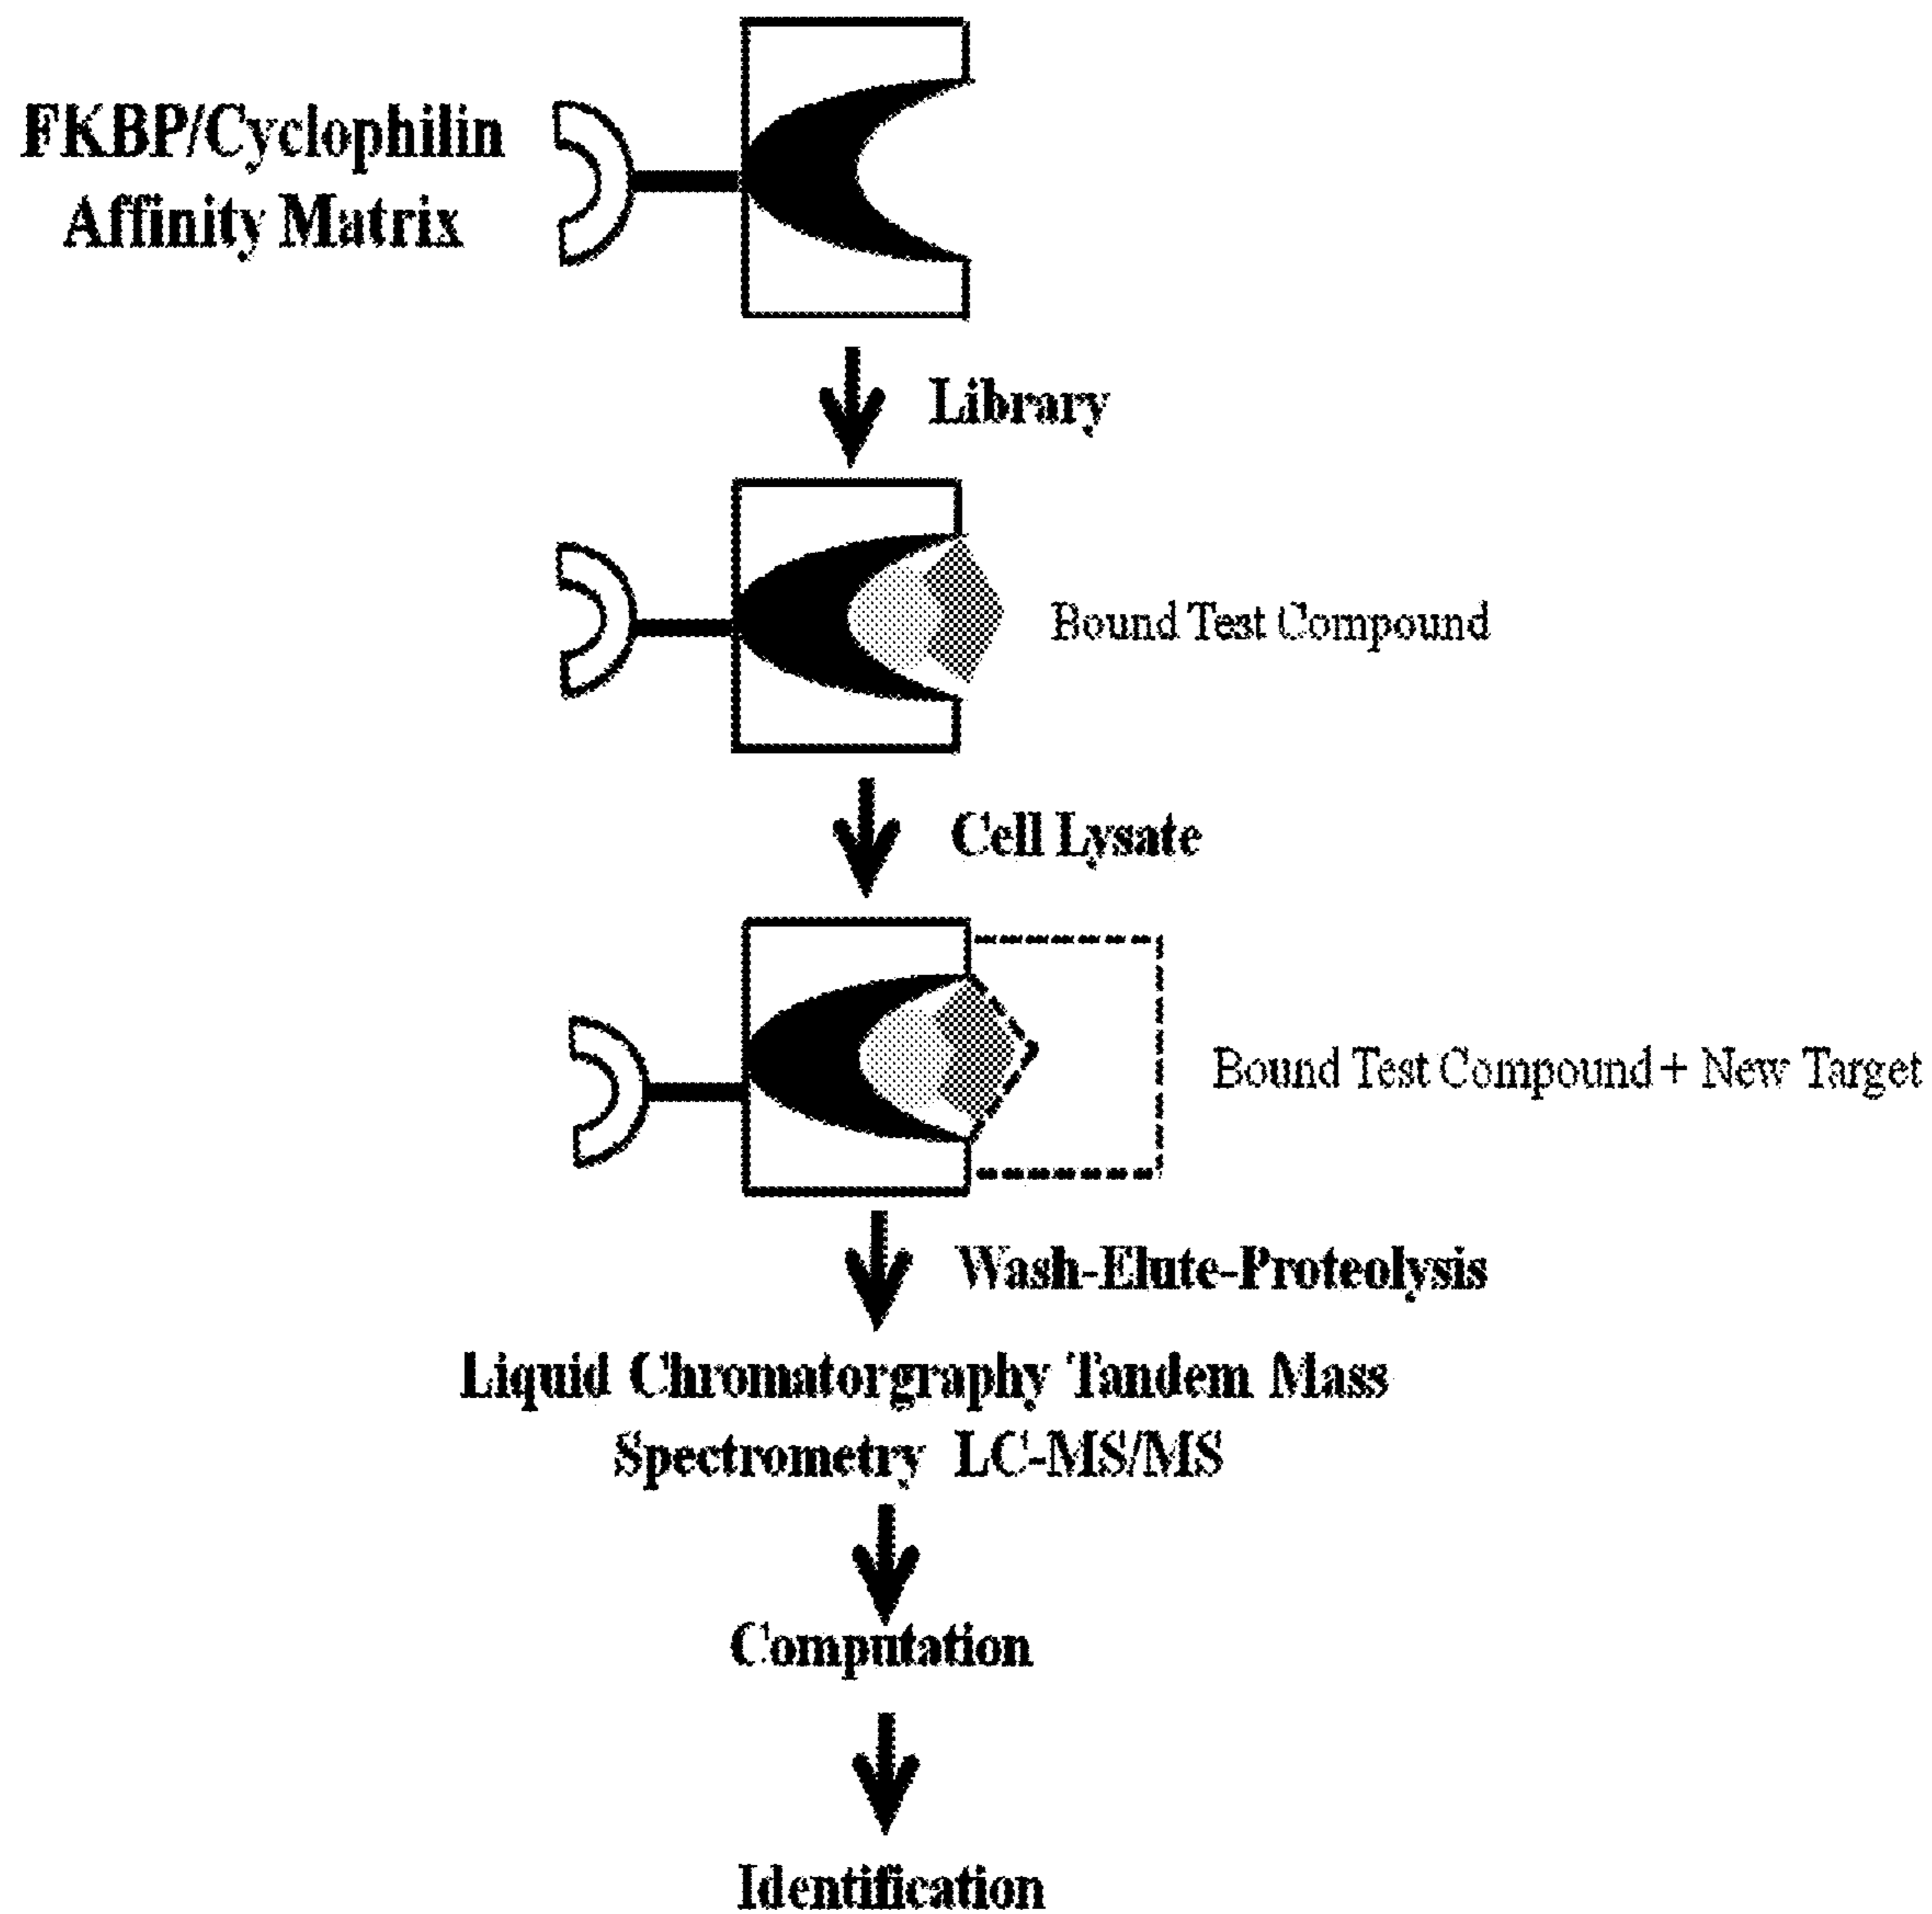 FKBP/Cyclophilin
Affinity Matrix
Library
Bound Test Compound
Cell Lysate
Bound Test Compound + New Target
Wash-Elute-Proteolysis
Liquid Chromatorgraphy Tandem Mass
Spectrometry LC-MS/MS
Computation
Identification